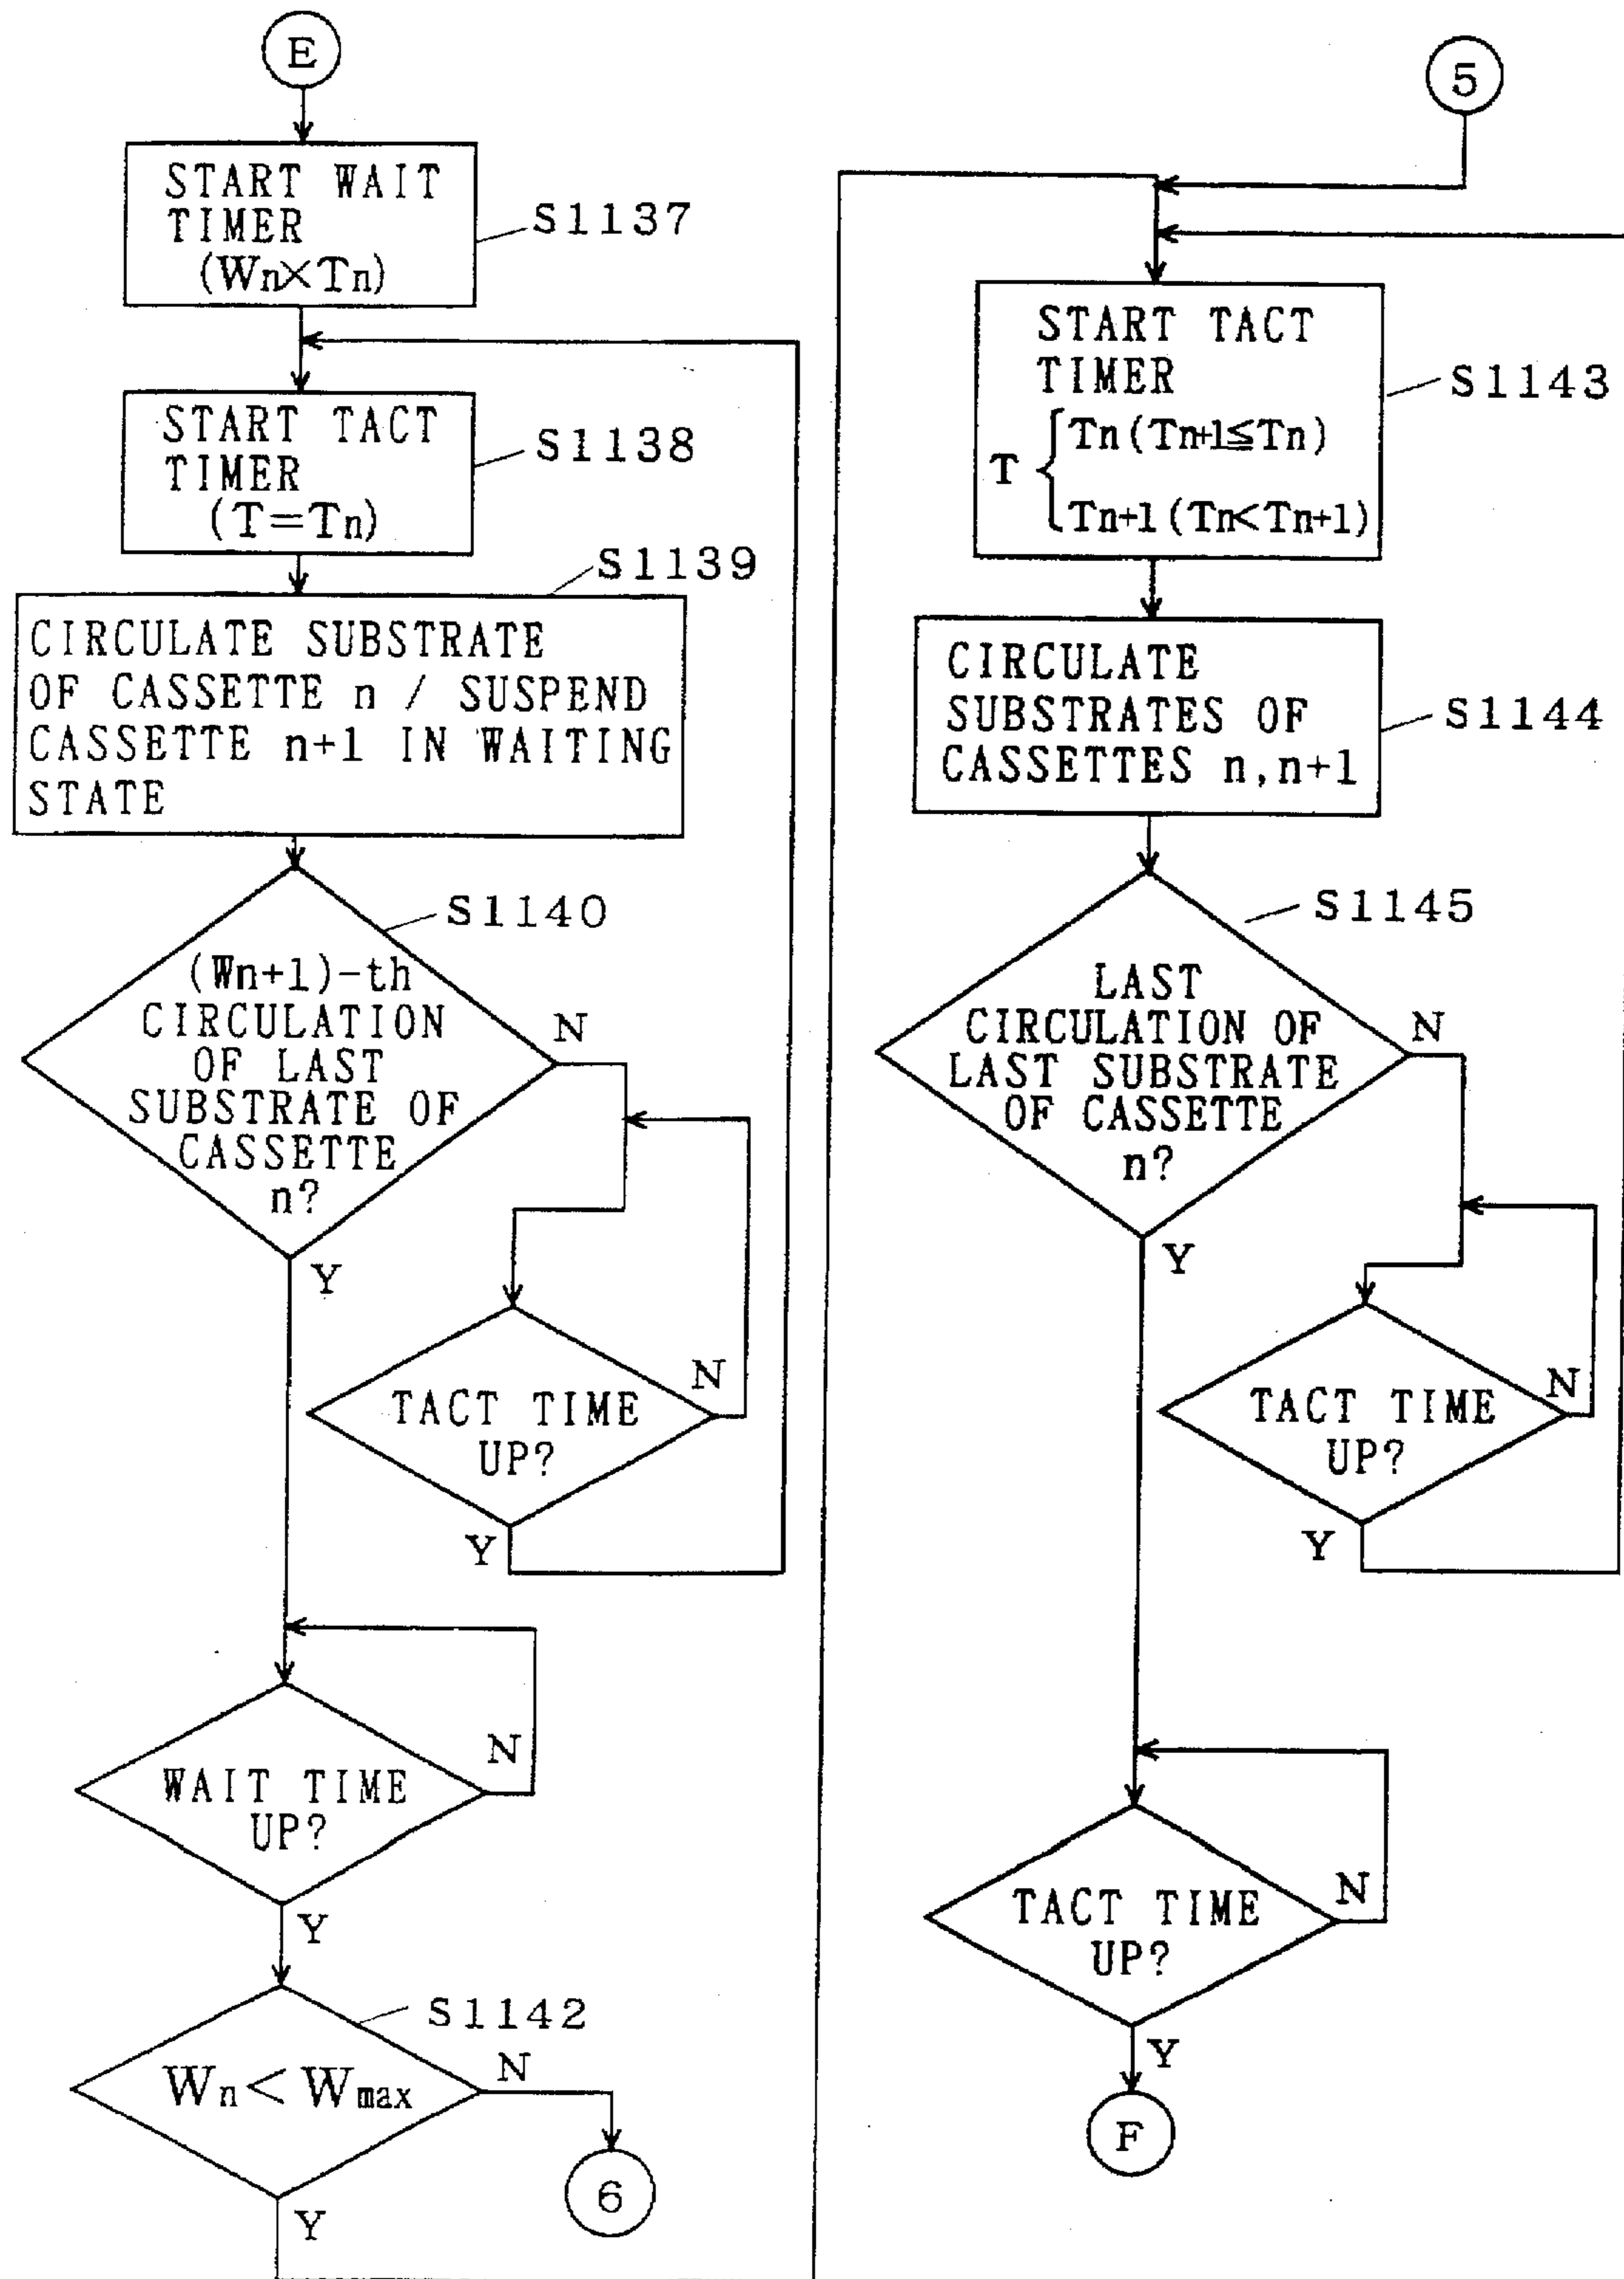 E
START WAIT
TIMER
(Wn×Tn)
S1137
START TACT
TIMER
(T=Tn)
S1138
S1139
CIRCULATE SUBSTRATE
OF CASSETTE n / SUSPEND
CASSETTE n+1 IN WAITING
STATE
S1140
(Wn+1)-th
CIRCULATION
OF LAST
SUBSTRATE OF
CASSETTE
n?
N
Y
TACT TIME
UP?
N
Y
WAIT TIME
UP?
N
Y
S1142
Wn < Wmax
N
6
Y
5
START TACT
TIMER
T { Tn (Tn+1≦Tn)
Tn+1 (Tn<Tn+1)
S1143
CIRCULATE
SUBSTRATES OF
CASSETTES n,n+1
S1144
S1145
LAST
CIRCULATION OF
LAST SUBSTRATE
OF CASSETTE
n?
N
Y
TACT TIME
UP?
N
Y
TACT TIME
UP?
N
Y
F